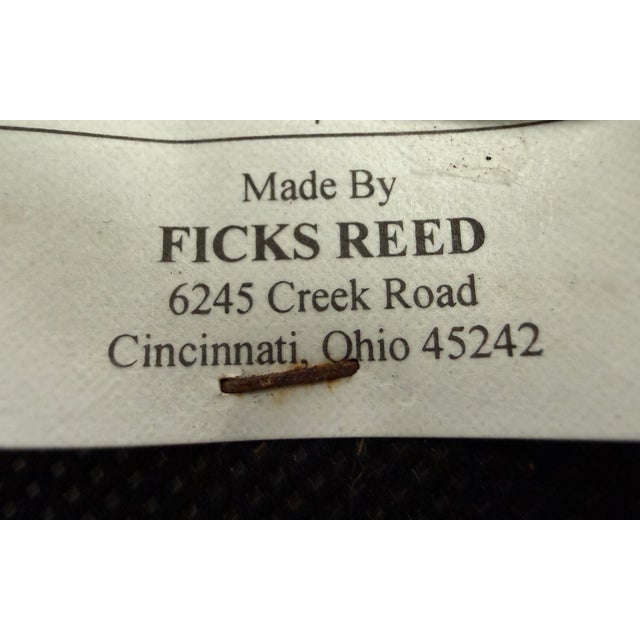 Made By
FICKS REED
6245 Creek Road
Cincinnati, Ohio 45242